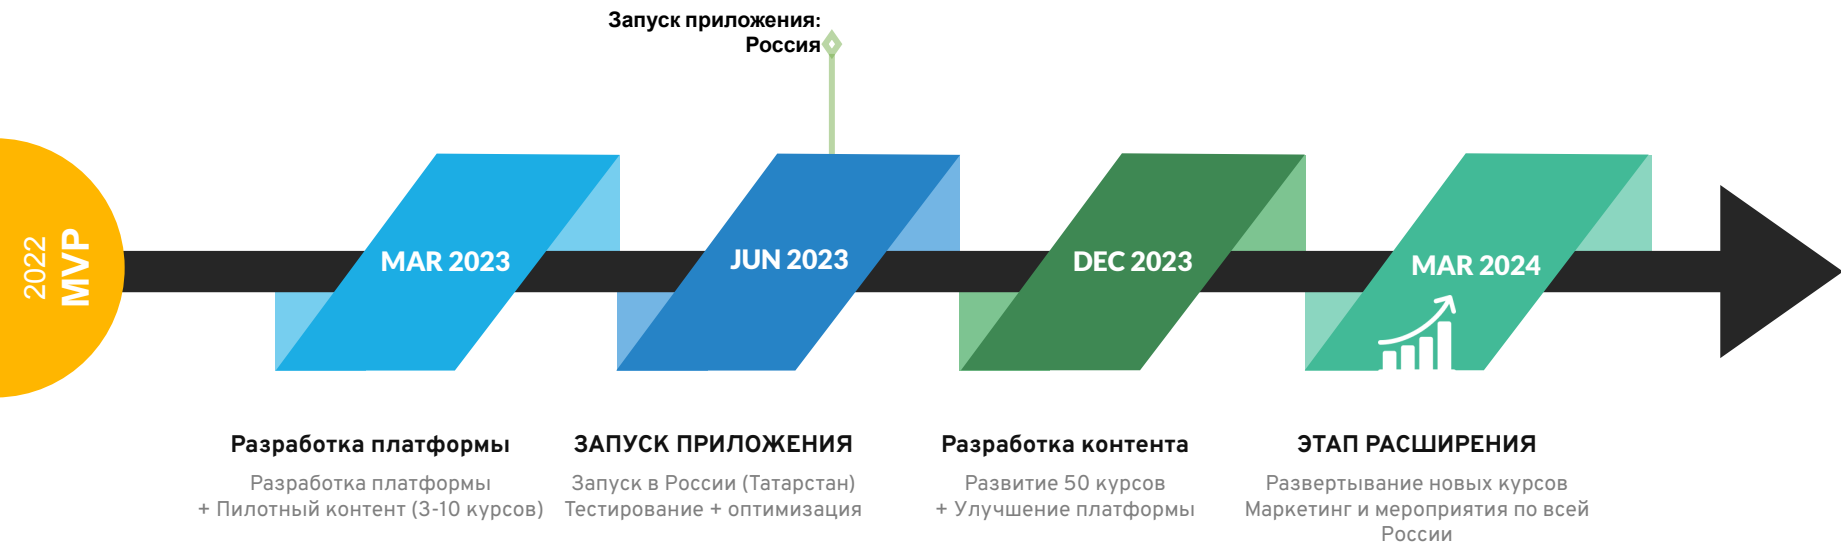 Запуск приложения:
Россия
2022
MVP
MAR 2023
JUN 2023
DEC 2023
MAR 2024
Разработка платформы
Разработка платформы
+ Пилотный контент (3-10 курсов)
ЗАПУСК ПРИЛОЖЕНИЯ
Запуск в России (Татарстан)
Тестирование + оптимизация
Разработка контента
Развитие 50 курсов
+ Улучшение платформы
ЭТАП РАСШИРЕНИЯ
Развертывание новых курсов
Маркетинг и мероприятия по всей
России